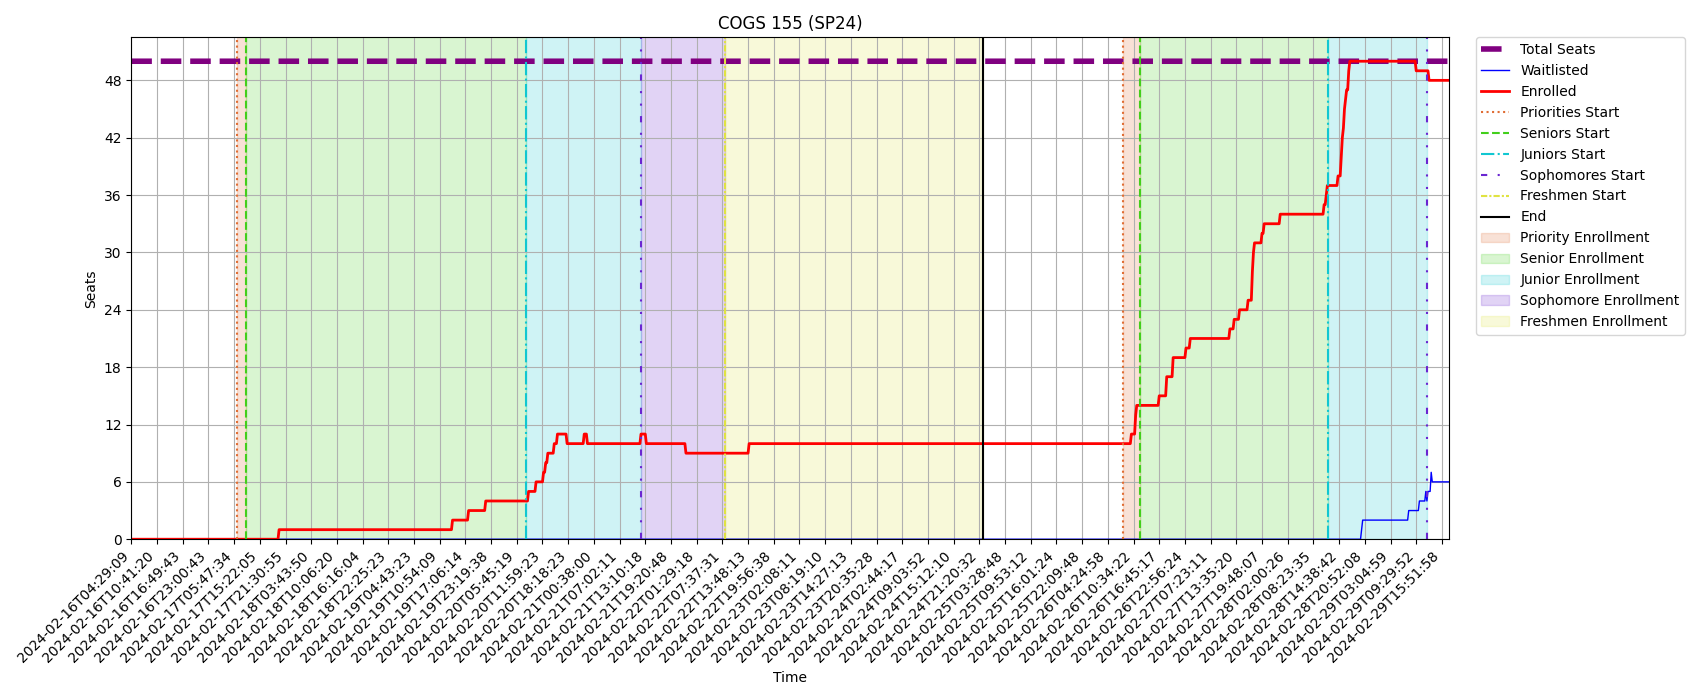 COGS 155 (SP24)
Seats
48
42
36
30
24
18
12
6
0
2024-02-16T04:29:09
2024-02-16T10:41:20
2024-02-16T16:49:43
2024-02-16T23:00:43
2024-02-17T05:47:34
2024-02-17T15:22:05
2024-02-17T21:30:55
2024-02-18T03:43:50
2024-02-18T10:06:20
2024-02-18T16:16:04
2024-02-18T22:25:23
2024-02-19T04:43:23
2024-02-19T10:54:09
2024-02-19T17:06:14
2024-02-19T23:19:38
2024-02-20T05:45:19
2024-02-20T11:59:23
2024-02-20T18:18:23
2024-02-21T00:38:00
2024-02-21T07:02:11
2024-02-21T13:10:18
2024-02-21T19:20:48
2024-02-22T01:29:18
2024-02-22T07:37:31
2024-02-22T13:48:13
2024-02-22T19:56:38
2024-02-23T02:08:11
2024-02-23T08:19:10
2024-02-23T14:27:13
2024-02-23T20:35:28
2024-02-24T02:44:17
2024-02-24T09:03:52
2024-02-24T15:12:10
2024-02-24T21:20:32
2024-02-25T03:28:48
2024-02-25T09:53:12
2024-02-25T16:01:24
2024-02-25T22:09:48
2024-02-26T04:24:58
2024-02-26T10:34:22
2024-02-26T16:45:17
2024-02-26T22:56:24
2024-02-27T07:23:11
2024-02-27T13:35:20
2024-02-27T19:48:07
2024-02-28T02:00:26
2024-02-28T08:23:35
2024-02-28T14:38:42
2024-02-28T20:52:08
2024-02-29T03:04:59
2024-02-29T09:29:52
2024-02-29T15:51:58
Time
Total Seats
Waitlisted
Enrolled
Priorities Start
Seniors Start
Juniors Start
Sophomores Start
Freshmen Start
End
Priority Enrollment
Senior Enrollment
Junior Enrollment
Sophomore Enrollment
Freshmen Enrollment